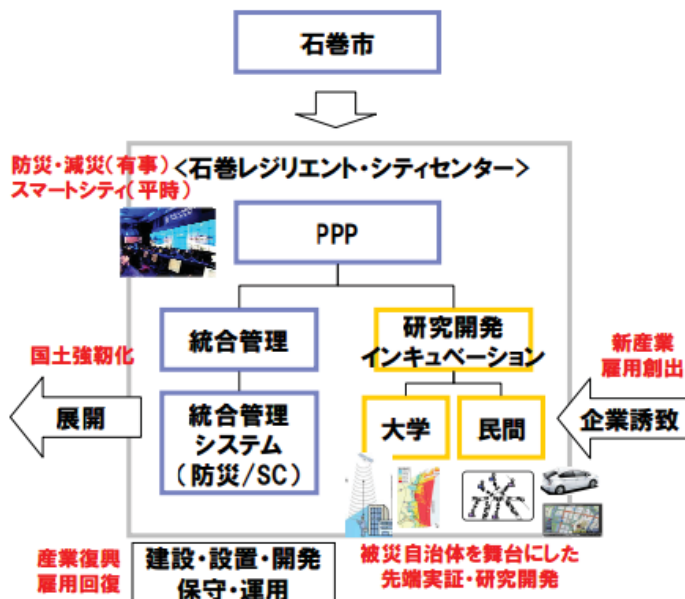 石巻市
防災・減災(有事)
スマートシティ(平時)
<石巻レジリエント・シティセンター>
PPP
統合管理
研究開発
インキュベーション
国土強靭化
展開
統合管理
システム
(防災/SC)
大学
民間
新産業
雇用創出
企業誘致
産業復興
雇用回復
建設・設置・開発
保守・運用
被災自治体を舞台にした
先端実証・研究開発